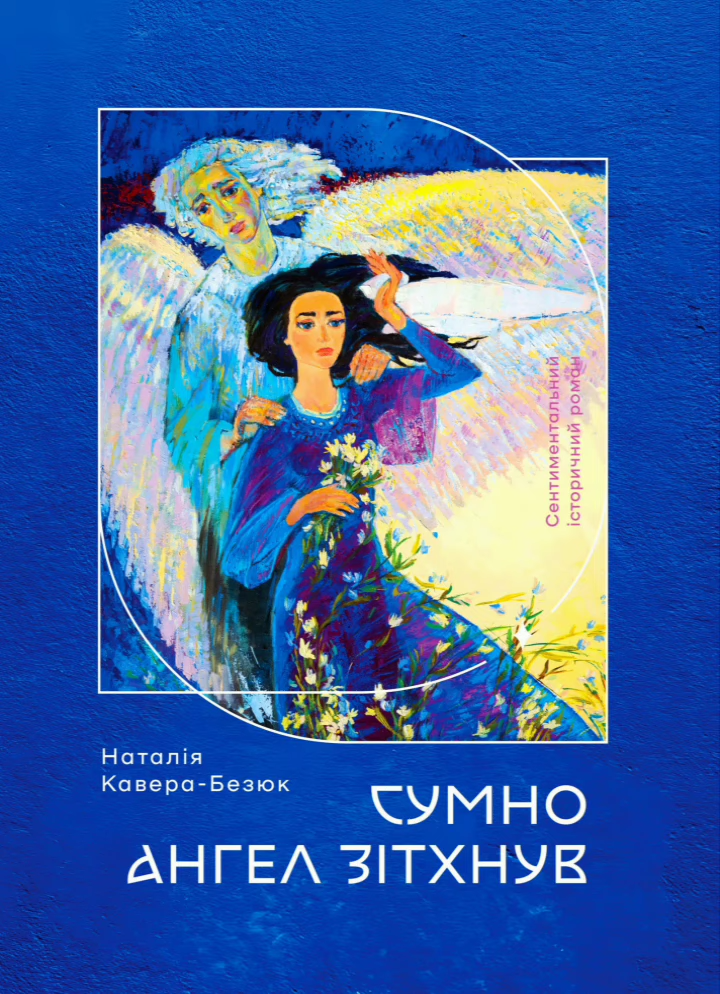 Сентиментальний
історичний роман
Наталія
Кавера-Безюк
СУМНО
АНГЕЛ ЗІТХНУВ